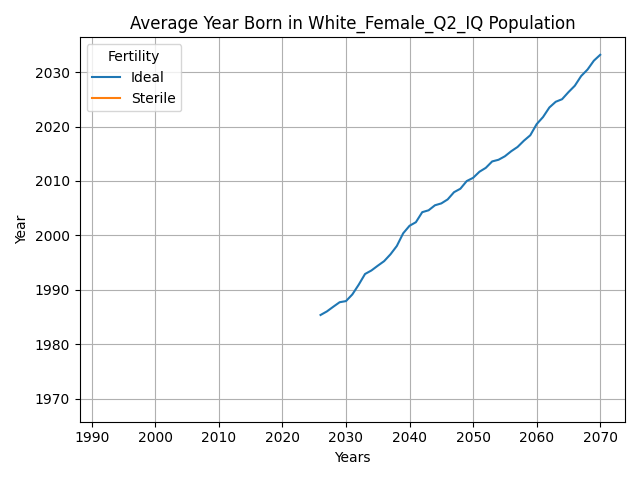 Average Year Born in White_Female_Q2_IQ Population
Fertility
Ideal
Sterile
Year
2030
2020
2010
2000
1990
1980
1970
1990 2000 2010 2020 2030 2040 2050 2060 2070
Years